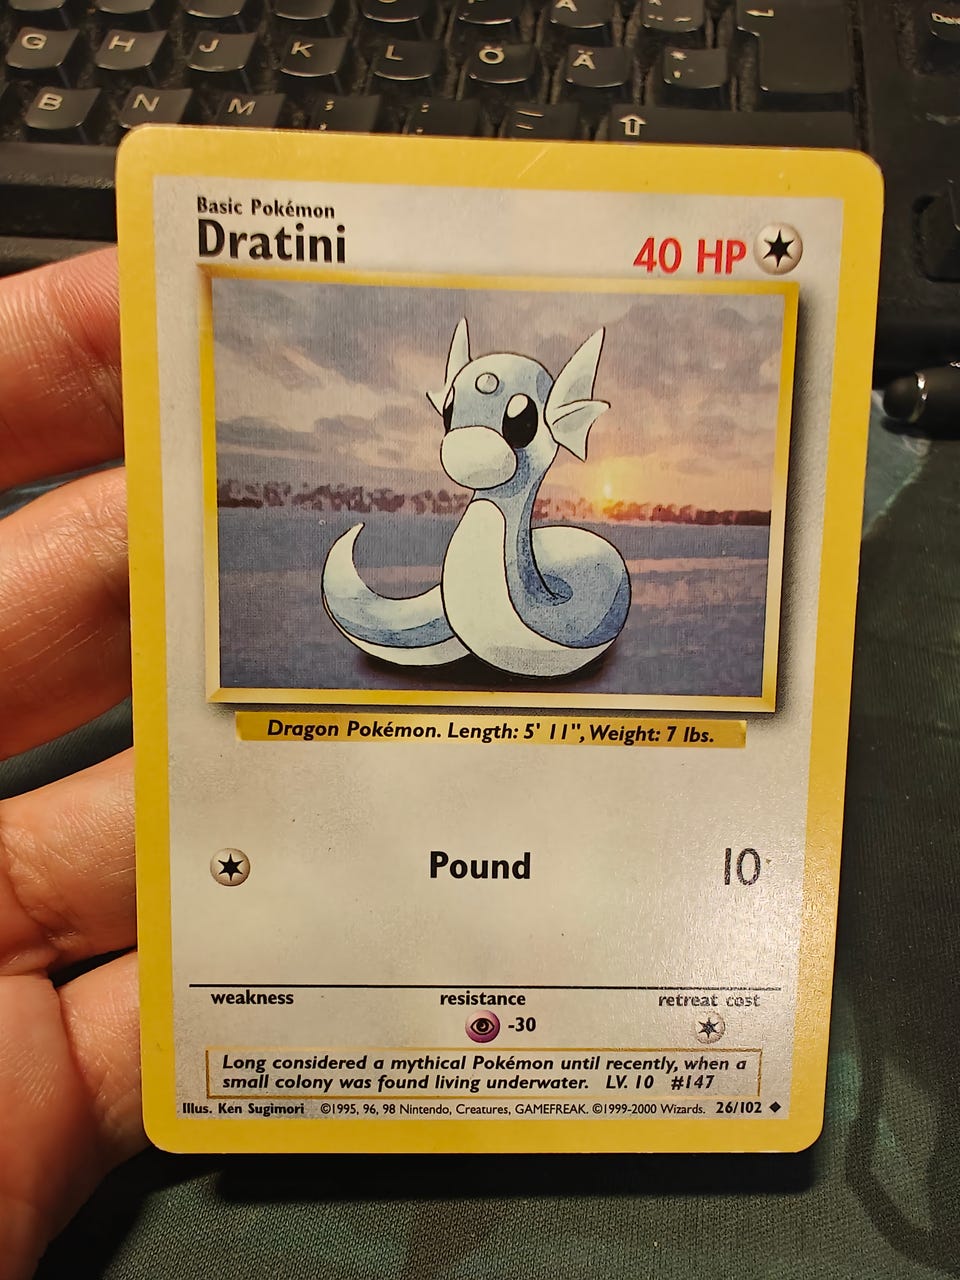 G H J K L Ö Ä
B N M ; :
Basic Pokémon
Dratini
40 HP
Dragon Pokémon. Length: 5' 11", Weight: 7 lbs.
Pound 10
weakness resistance retreat cost
-30
Long considered a mythical Pokémon until recently, when a
small colony was found living underwater. LV. 10 #147
Illus. Ken Sugimori ©1995, 96, 98 Nintendo, Creatures, GAMEFREAK. ©1999-2000 Wizards. 26/102